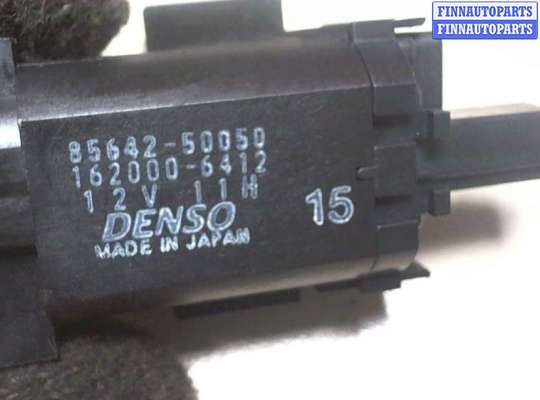 FINNAUTOPARTS
FINNAUTOPARTS
85642-50050
162000-6412
12V 11H
DENSO
MADE IN JAPAN
15